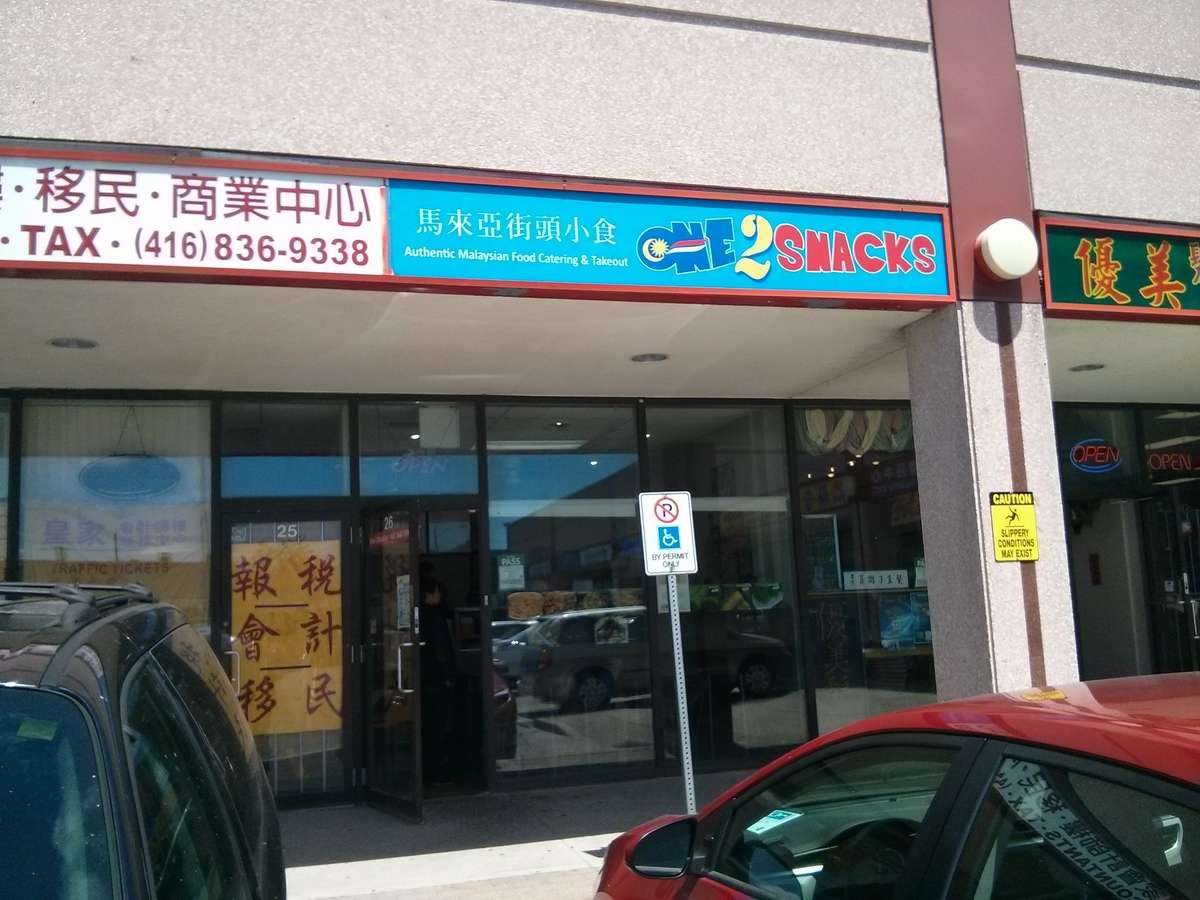 ·移民·商業中心
· TAX · (416) 836-9338
馬來亞街頭小食
Authentic Malaysian Food Catering & Takeout
ONE 2 SNACKS
優美
OPEN
OPEN
OPEN
CAUTION
SLIPPERY
CONDITIONS
MAY EXIST
BY PERMIT
ONLY
PASS
25
26
皇家
TRAFFIC TICKETS
報稅
會計
移民